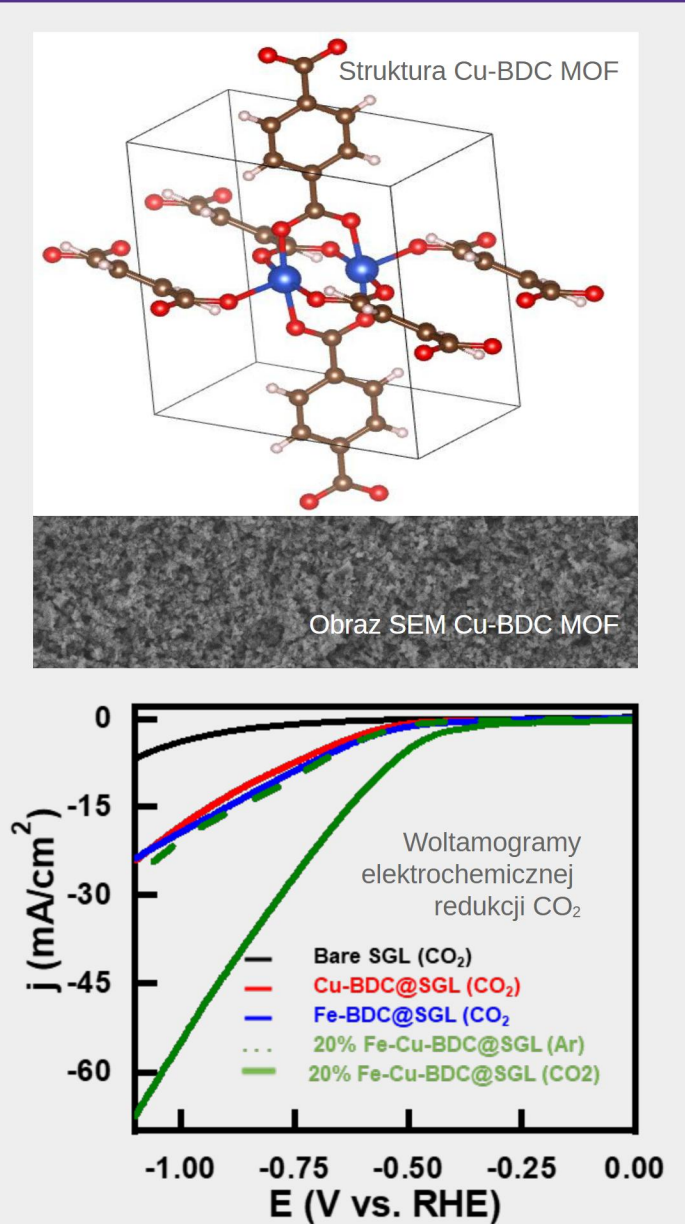 Struktura Cu-BDC MOF
Obraz SEM Cu-BDC MOF
0
-15
-30
-45
-60
j (mA/cm²)
Woltamogramy
elektrochemicznej
redukcji CO₂
Bare SGL (CO₂)
Cu-BDC@SGL (CO₂)
Fe-BDC@SGL (CO₂
20% Fe-Cu-BDC@SGL (Ar)
20% Fe-Cu-BDC@SGL (CO2)
-1.00 -0.75 -0.50 -0.25 0.00
E (V vs. RHE)